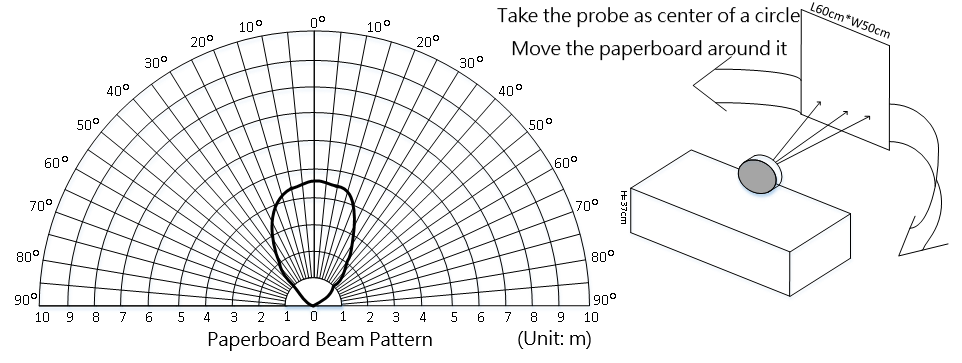 Take the probe as center of a circle
Move the paperboard around it
L60cm*W50cm
H=37cm
0°
10° 10°
20° 20°
30° 30°
40° 40°
50° 50°
60° 60°
70° 70°
80° 80°
90° 90°
10 9 8 7 6 5 4 3 2 1 0 1 2 3 4 5 6 7 8 9 10
Paperboard Beam Pattern (Unit: m)